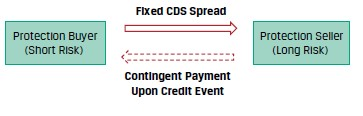 Fixed CDS Spread
Protection Buyer
(Short Risk)
Protection Seller
(Long Risk)
Contingent Payment
Upon Credit Event